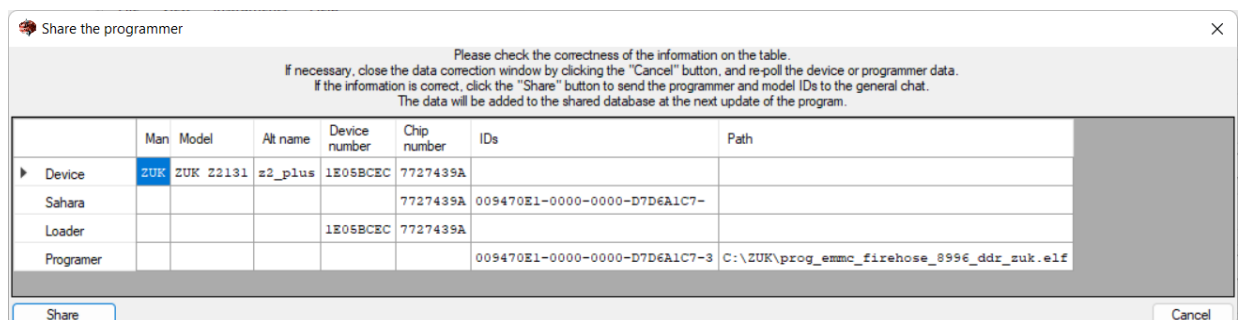 Share the programmer
Please check the correctness of the information on the table.
If necessary, close the data correction window by clicking the "Cancel" button, and re-poll the device or programmer data.
If the information is correct, click the "Share" button to send the programmer and model IDs to the general chat.
The data will be added to the shared database at the next update of the program.
Man Model Alt name Device number Chip number IDs Path
Device ZUK ZUK Z2131 z2_plus 1E05BCEC 7727439A
Sahara 7727439A 009470E1-0000-0000-D7D6A1C7-
Loader 1E05BCEC 7727439A
Programer 009470E1-0000-0000-D7D6A1C7-3 C:\ZUK\prog_emmc_firehose_8996_ddr_zuk.elf
Share Cancel